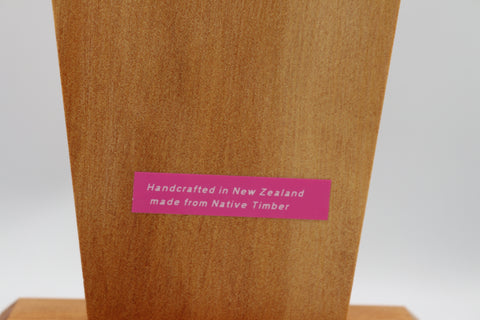 Handcrafted in New Zealand
made from Native Timber